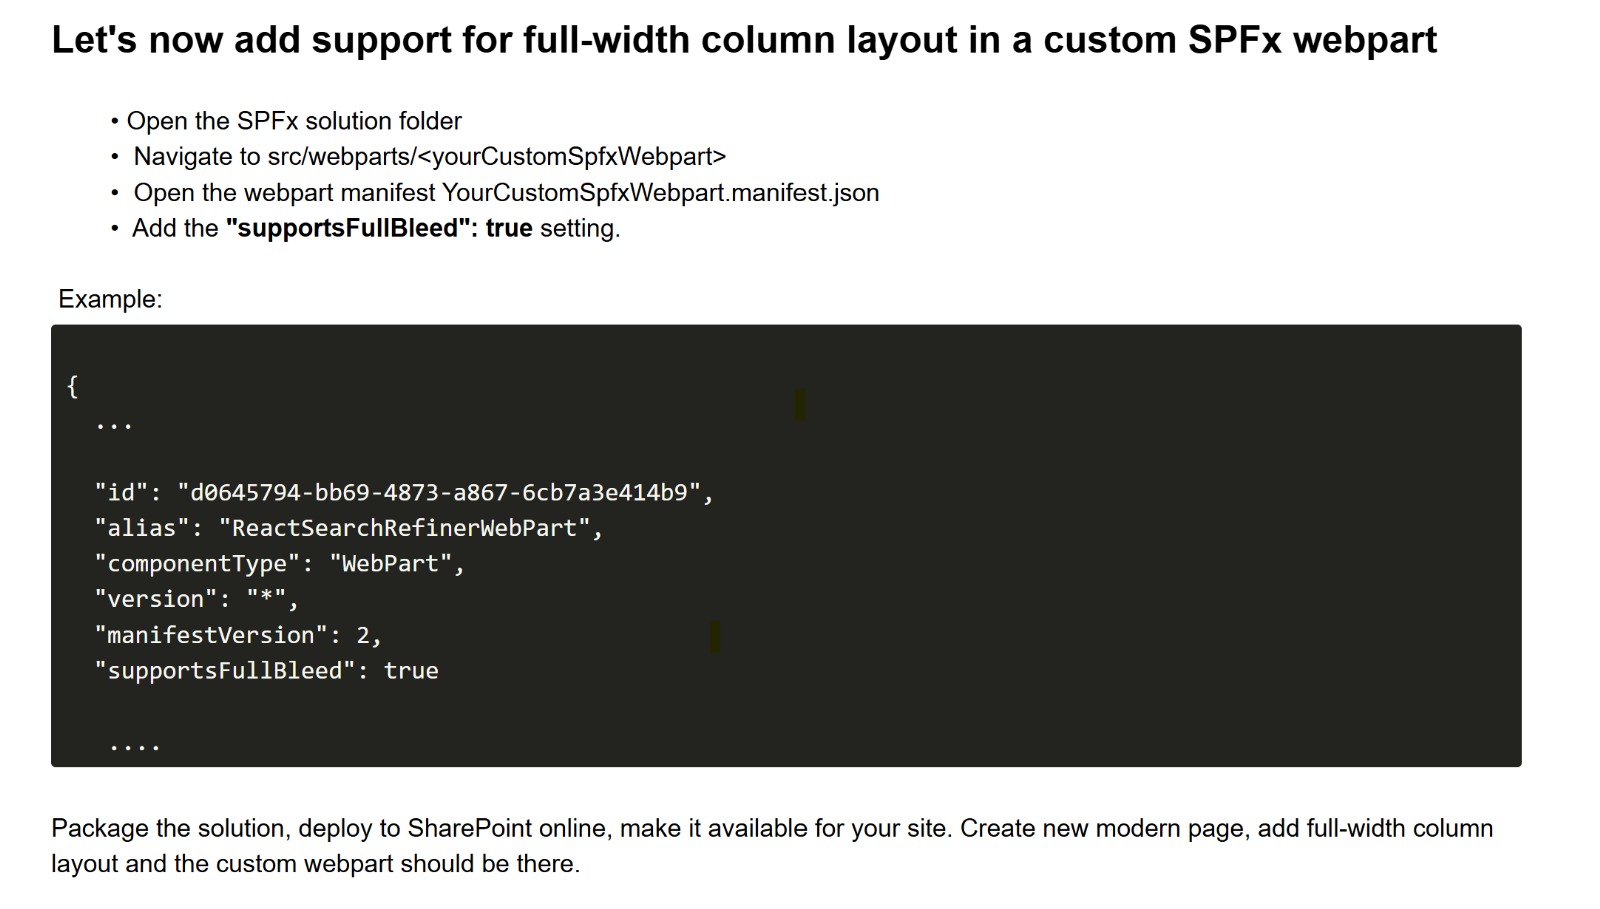 Let's now add support for full-width column layout in a custom SPFx webpart
• Open the SPFx solution folder
• Navigate to src/webparts/<yourCustomSpfxWebpart>
• Open the webpart manifest YourCustomSpfxWebpart.manifest.json
• Add the "supportsFullBleed": true setting.
Example:
{
...
"id": "d0645794-bb69-4873-a867-6cb7a3e414b9",
"alias": "ReactSearchRefinerWebPart",
"componentType": "WebPart",
"version": "*",
"manifestVersion": 2,
"supportsFullBleed": true
....
Package the solution, deploy to SharePoint online, make it available for your site. Create new modern page, add full-width column
layout and the custom webpart should be there.